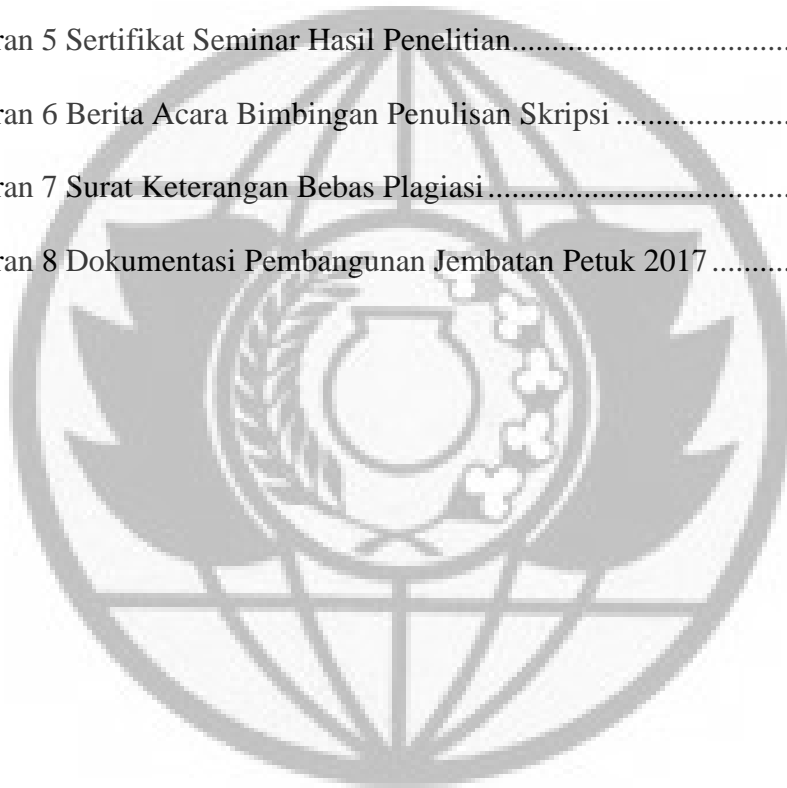 ran 5 Sertifikat Seminar Hasil Penelitian....................................
ran 6 Berita Acara Bimbingan Penulisan Skripsi ......................
ran 7 Surat Keterangan Bebas Plagiasi.......................................
ran 8 Dokumentasi Pembangunan Jembatan Petuk 2017 ..........